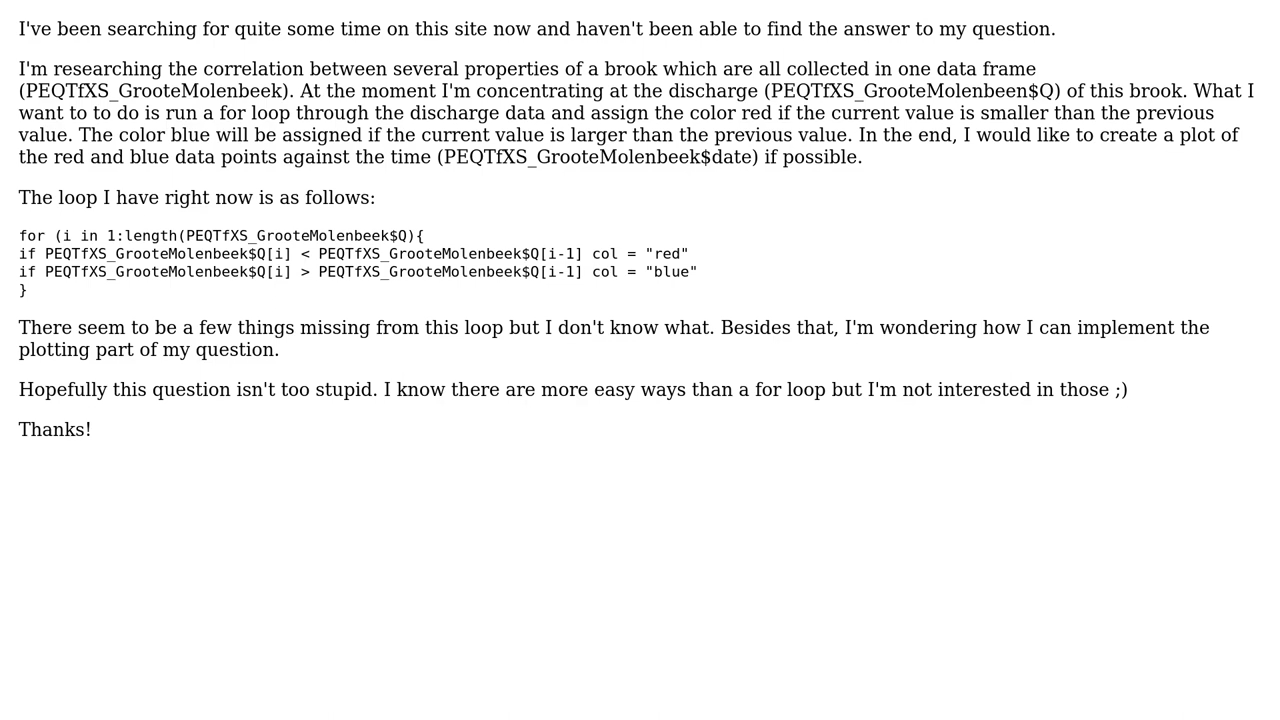 I've been searching for quite some time on this site now and haven't been able to find the answer to my question.
I'm researching the correlation between several properties of a brook which are all collected in one data frame
(PEQTfXS_GrooteMolenbeek). At the moment I'm concentrating at the discharge (PEQTfXS_GrooteMolenbeen$Q) of this brook. What I
want to to do is run a for loop through the discharge data and assign the color red if the current value is smaller than the previous
value. The color blue will be assigned if the current value is larger than the previous value. In the end, I would like to create a plot of
the red and blue data points against the time (PEQTfXS_GrooteMolenbeek$date) if possible.
The loop I have right now is as follows:
for (i in 1:length(PEQTfXS_GrooteMolenbeek$Q){
if PEQTfXS_GrooteMolenbeek$Q[i] < PEQTfXS_GrooteMolenbeek$Q[i-1] col = "red"
if PEQTfXS_GrooteMolenbeek$Q[i] > PEQTfXS_GrooteMolenbeek$Q[i-1] col = "blue"
}
There seem to be a few things missing from this loop but I don't know what. Besides that, I'm wondering how I can implement the
plotting part of my question.
Hopefully this question isn't too stupid. I know there are more easy ways than a for loop but I'm not interested in those ;)
Thanks!